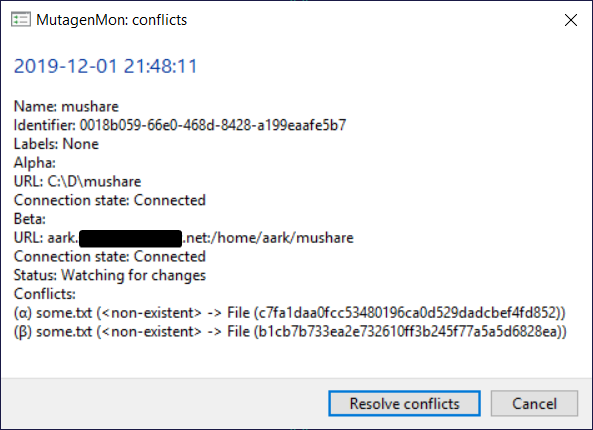 MutagenMon: conflicts
2019-12-01 21:48:11
Name: mushare
Identifier: 0018b059-66e0-468d-8428-a199eaafe5b7
Labels: None
Alpha:
URL: C:\D\mushare
Connection state: Connected
Beta:
URL: aark. .net:/home/aark/mushare
Connection state: Connected
Status: Watching for changes
Conflicts:
(α) some.txt (<non-existent> -> File (c7fa1daa0fcc53480196ca0d529dadcbef4fd852))
(β) some.txt (<non-existent> -> File (b1cb7b733ea2e732610ff3b245f77a5a5d6828ea))
Resolve conflicts
Cancel